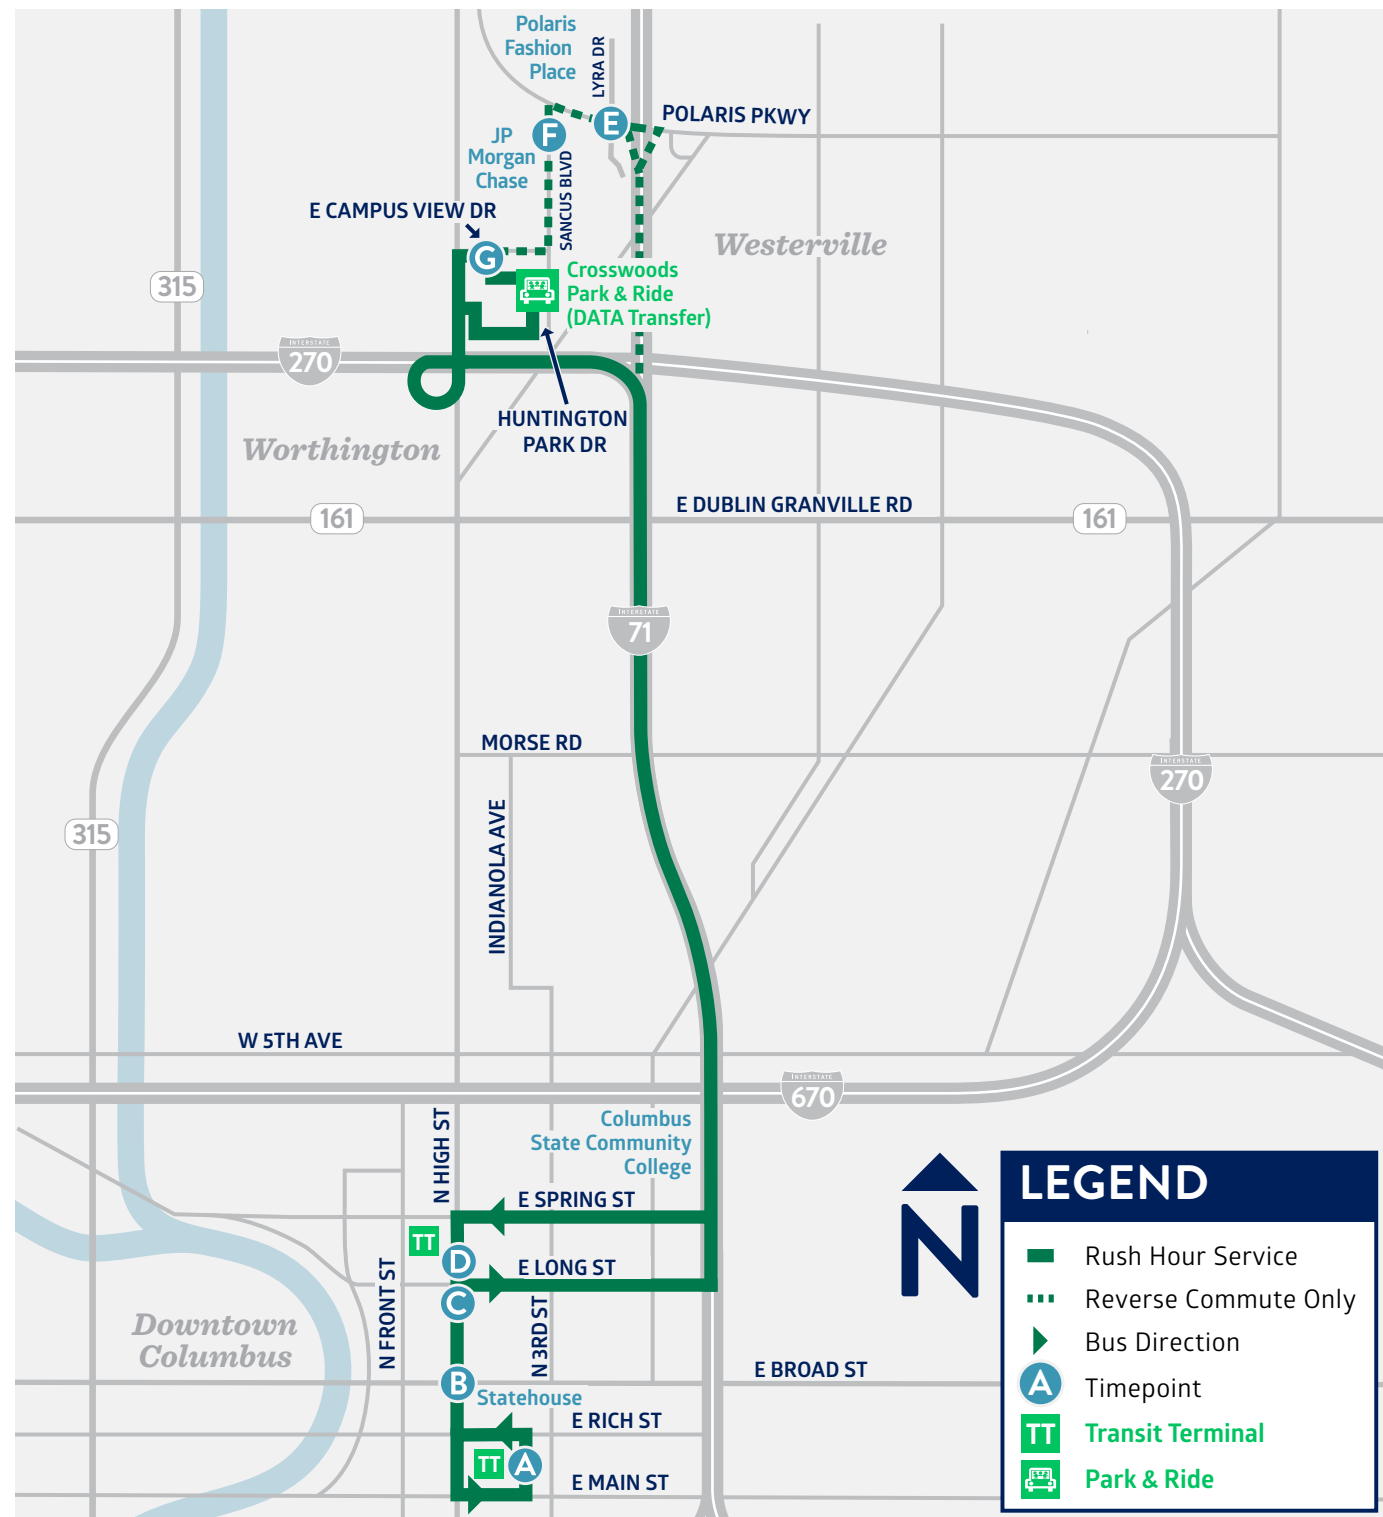 Polaris
Fashion
Place
LYRA DR
POLARIS PKWY
E
F
JP
Morgan
Chase
SANCUS BLVD
E CAMPUS VIEW DR
G
Westerville
Crosswoods
Park & Ride
(DATA Transfer)
315
INTERSTATE
270
HUNTINGTON
PARK DR
Worthington
E DUBLIN GRANVILLE RD
161
161
INTERSTATE
71
MORSE RD
INTERSTATE
270
INDIANOLA AVE
315
W 5TH AVE
INTERSTATE
670
N HIGH ST
Columbus
State Community
College
E SPRING ST
TT
D
E LONG ST
C
N FRONT ST
N 3RD ST
Downtown
Columbus
B
Statehouse
E BROAD ST
E RICH ST
TT
A
E MAIN ST
N
LEGEND
Rush Hour Service
Reverse Commute Only
Bus Direction
A
Timepoint
TT
Transit Terminal
Park & Ride